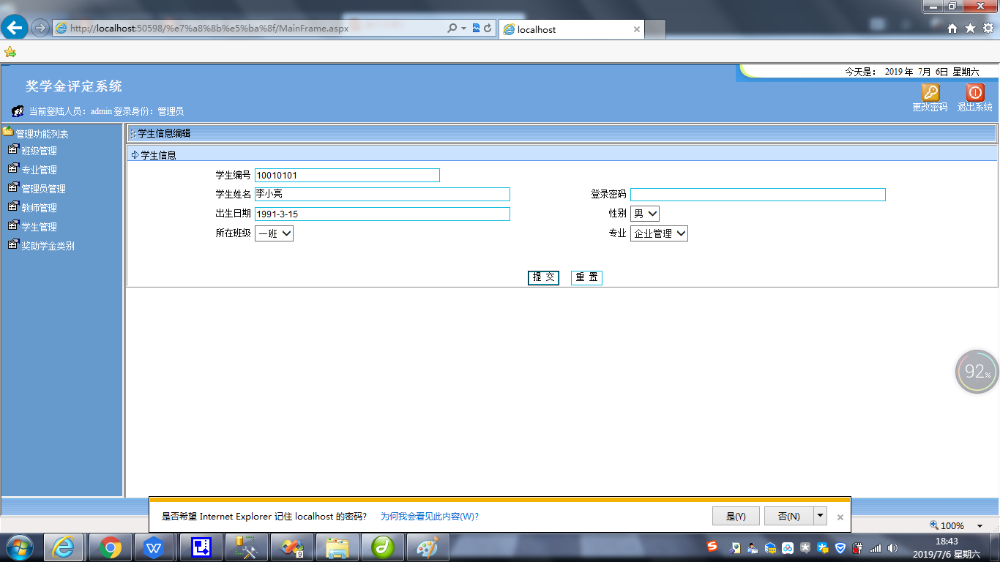 http://localhost:50598/%e7%a8%8b%e5%ba%8f/MainFrame.aspx
localhost
今天是： 2019 年 7月 6日 星期六
奖学金评定系统
当前登陆人员：admin 登录身份：管理员
更改密码 退出系统
管理功能列表
班级管理
专业管理
管理员管理
教师管理
学生管理
奖助学金类别
学生信息编辑
学生信息
学生编号 10010101
学生姓名 李小亮 登录密码
出生日期 1991-3-15 性别 男
所在班级 一班 专业 企业管理
提 交 重 置
92%
是否希望 Internet Explorer 记住 localhost 的密码? 为何我会看见此内容(W)? 是(Y) 否(N)
100%
18:43
2019/7/6 星期六